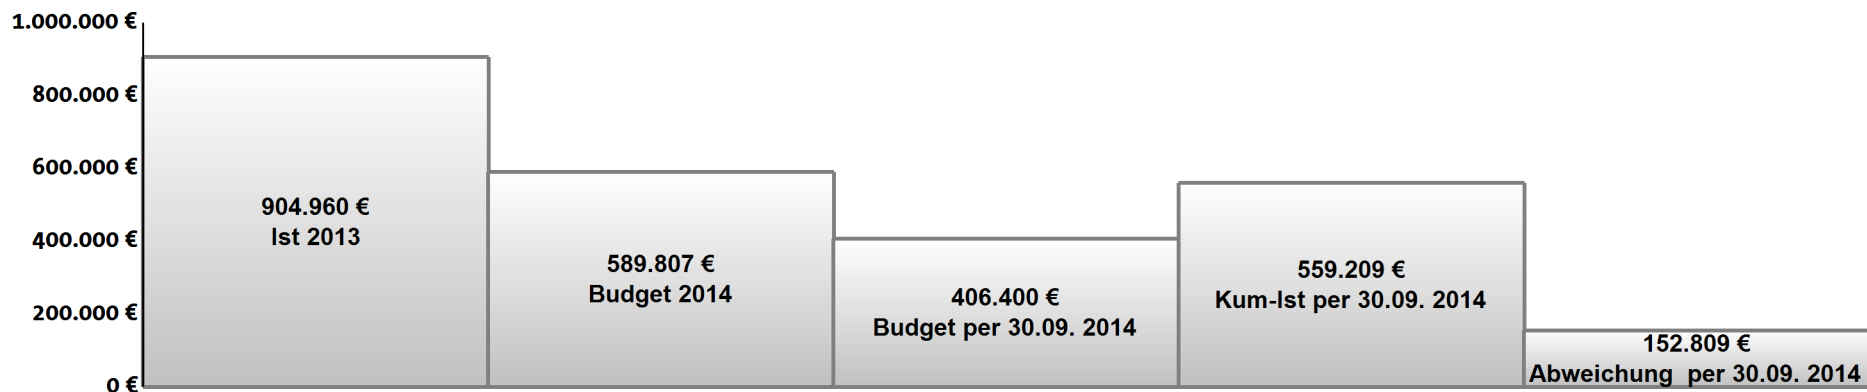 1.000.000 €
800.000 €
600.000 €
400.000 €
200.000 €
0 €
904.960 €
Ist 2013
589.807 €
Budget 2014
406.400 €
Budget per 30.09. 2014
559.209 €
Kum-Ist per 30.09. 2014
152.809 €
Abweichung  per 30.09. 2014